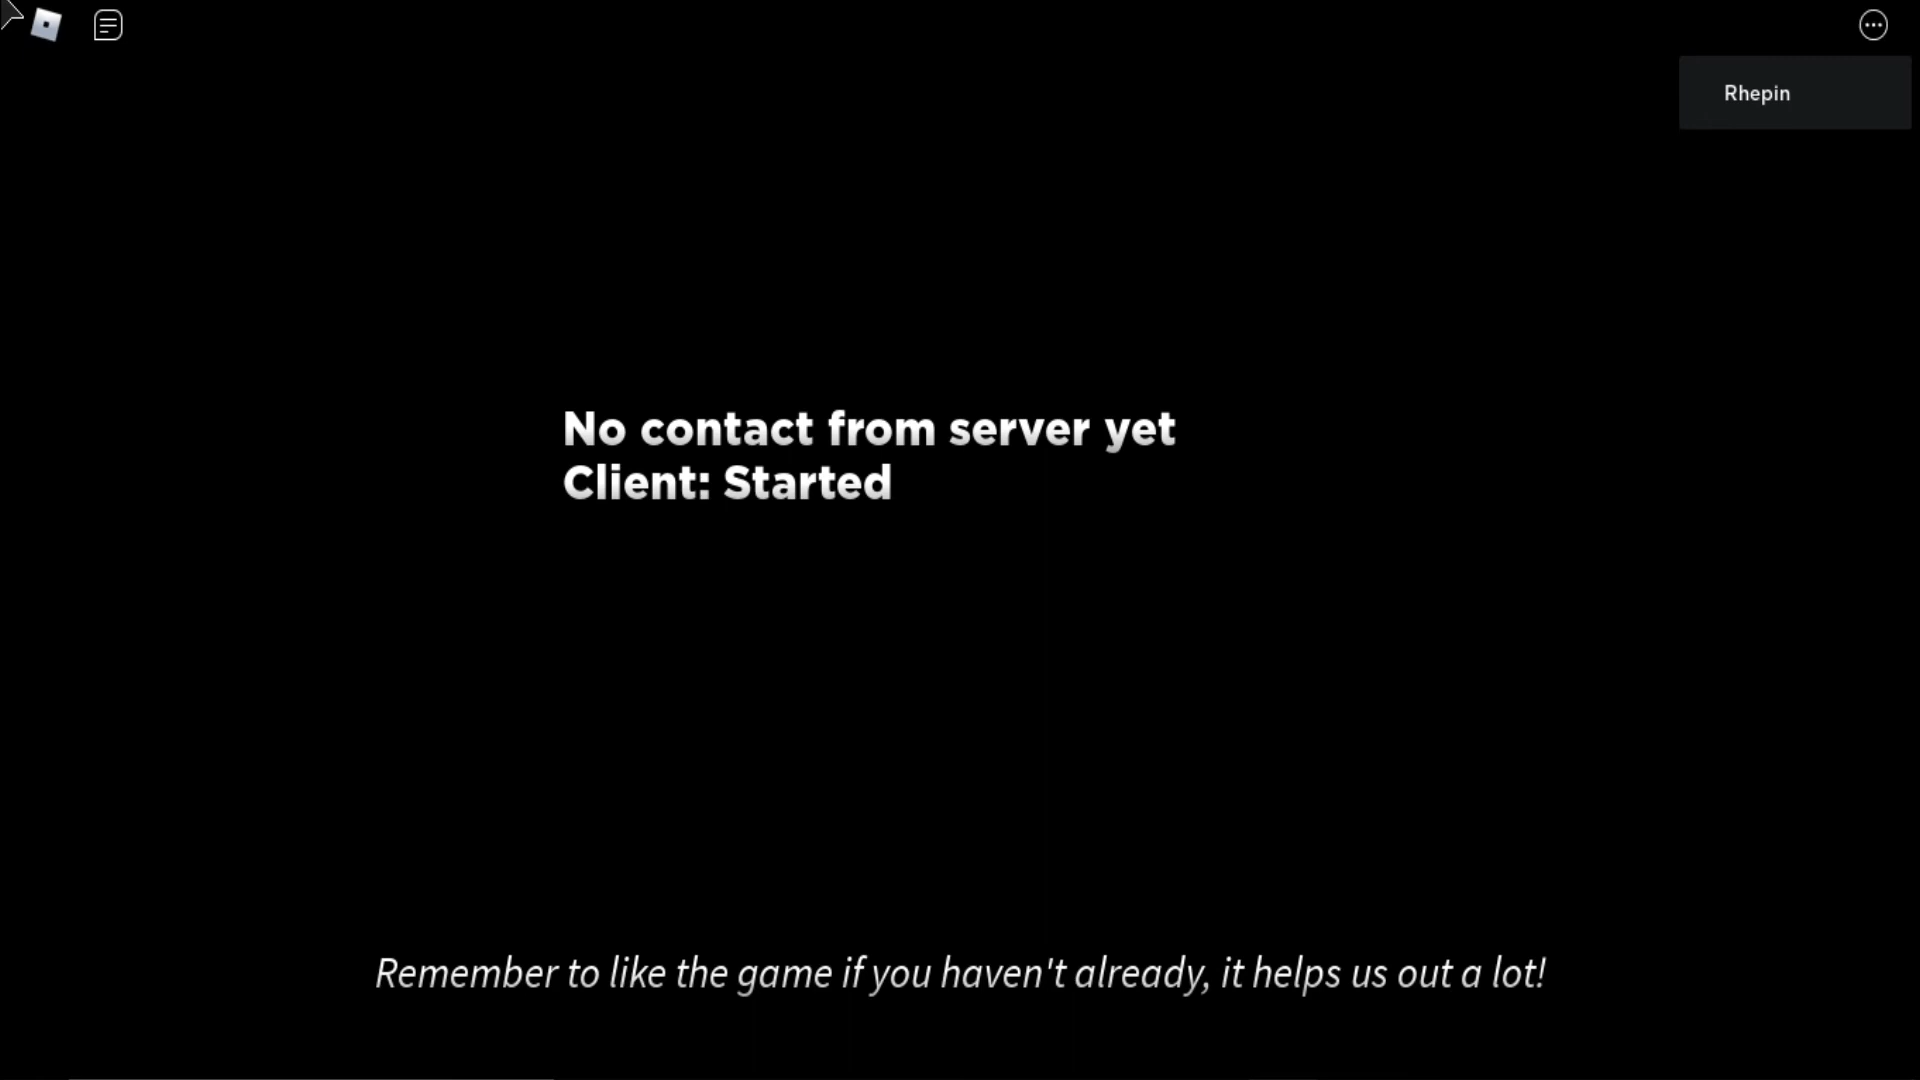 Rhepin
No contact from server yet
Client: Started
Remember to like the game if you haven't already, it helps us out a lot!